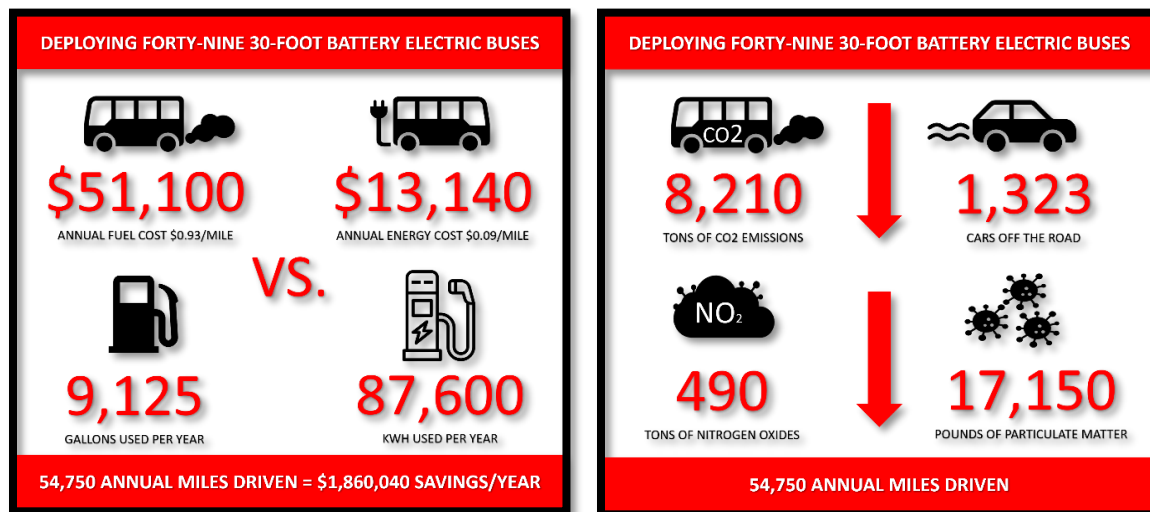 DEPLOYING FORTY-NINE 30-FOOT BATTERY ELECTRIC BUSES
$51,100
ANNUAL FUEL COST $0.93/MILE
$13,140
ANNUAL ENERGY COST $0.09/MILE
VS.
9,125
GALLONS USED PER YEAR
87,600
KWH USED PER YEAR
54,750 ANNUAL MILES DRIVEN = $1,860,040 SAVINGS/YEAR
DEPLOYING FORTY-NINE 30-FOOT BATTERY ELECTRIC BUSES
CO2
8,210
TONS OF CO2 EMISSIONS
1,323
CARS OFF THE ROAD
NO₂
490
TONS OF NITROGEN OXIDES
17,150
POUNDS OF PARTICULATE MATTER
54,750 ANNUAL MILES DRIVEN